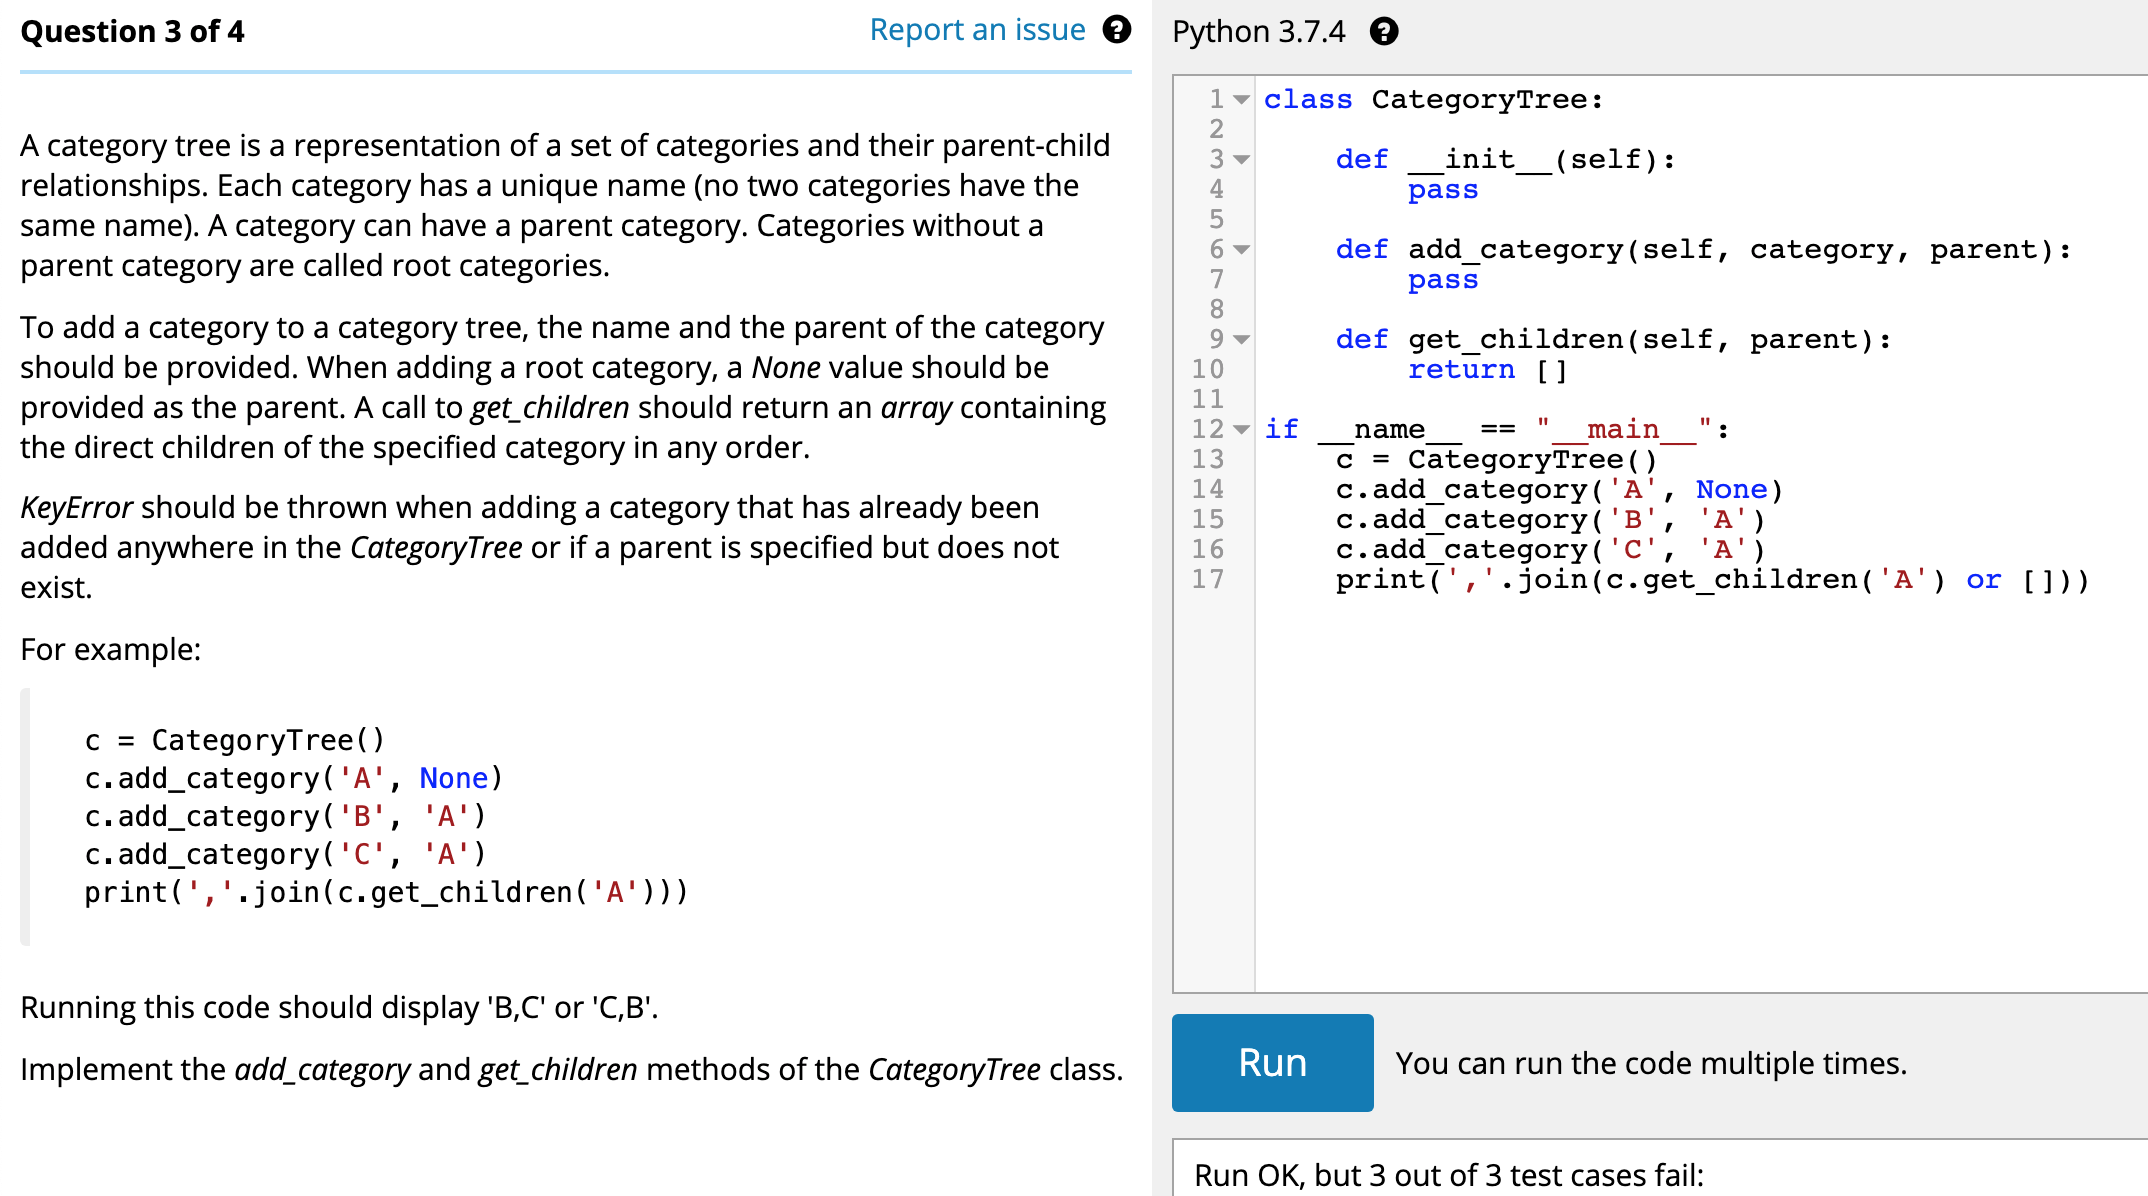 Question 3 of 4
Report an issue ?
A category tree is a representation of a set of categories and their parent-child
relationships. Each category has a unique name (no two categories have the
same name). A category can have a parent category. Categories without a
parent category are called root categories.
To add a category to a category tree, the name and the parent of the category
should be provided. When adding a root category, a None value should be
provided as the parent. A call to get_children should return an array containing
the direct children of the specified category in any order.
KeyError should be thrown when adding a category that has already been
added anywhere in the CategoryTree or if a parent is specified but does not
exist.
For example:
c = CategoryTree()
c.add_category('A', None)
c.add_category('B', 'A')
c.add_category('C', 'A')
print(','.join(c.get_children('A')))
Running this code should display 'B,C' or 'C,B'.
Implement the add_category and get_children methods of the CategoryTree class.
Python 3.7.4 ?
1 class CategoryTree:
2
3     def __init__(self):
4         pass
5
6     def add_category(self, category, parent):
7         pass
8
9     def get_children(self, parent):
10         return []
11
12 if __name__ == "__main__":
13     c = CategoryTree()
14     c.add_category('A', None)
15     c.add_category('B', 'A')
16     c.add_category('C', 'A')
17     print(','.join(c.get_children('A') or []))
Run
You can run the code multiple times.
Run OK, but 3 out of 3 test cases fail: